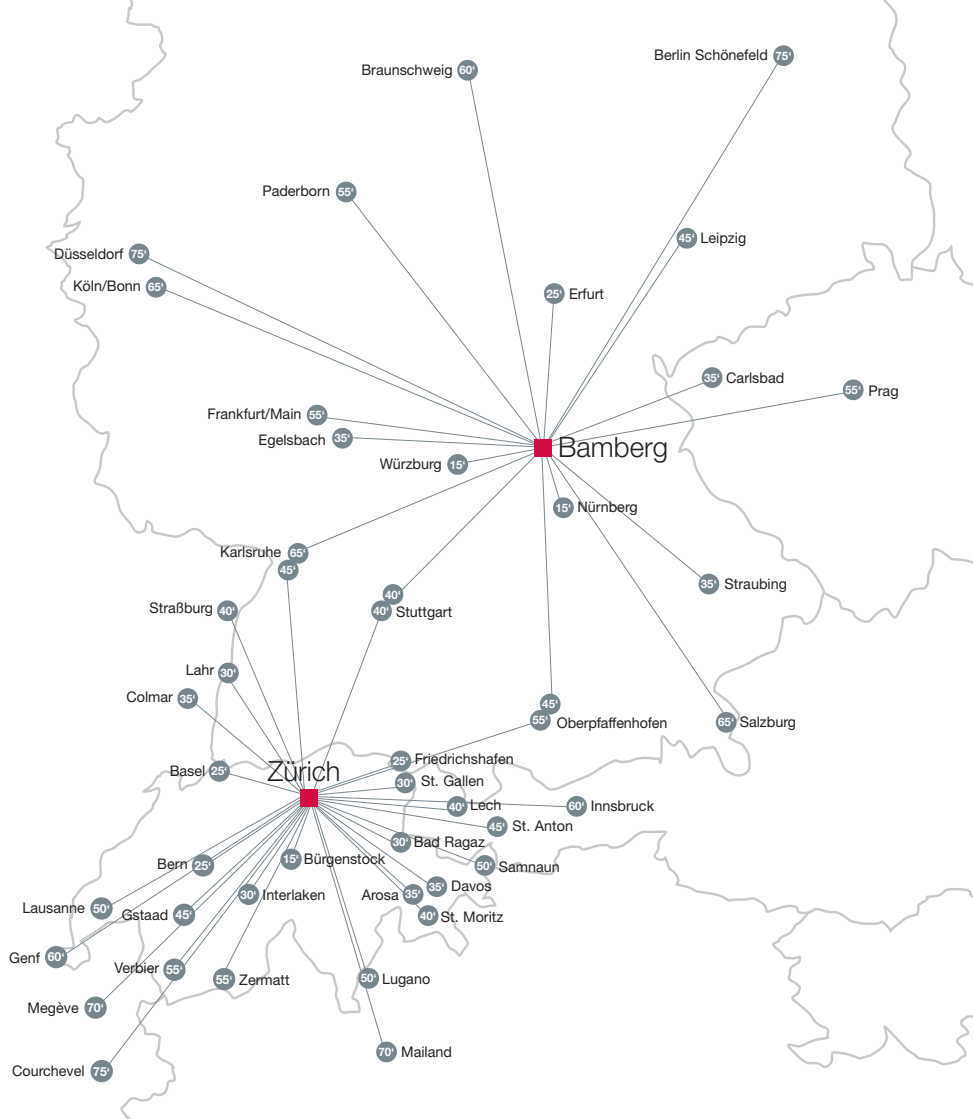 Berlin Schönefeld 75'
Braunschweig 60'
Paderborn 55'
45' Leipzig
Düsseldorf 75'
Köln/Bonn 65'
25' Erfurt
35' Carlsbad
55' Prag
Frankfurt/Main 55'
Egelsbach 35'
Bamberg
Würzburg 15'
15' Nürnberg
Karlsruhe 65'
45'
35' Straubing
40'
Straßburg 40'
40' Stuttgart
Lahr 30'
Colmar 35'
45'
55' Oberpfaffenhofen
65' Salzburg
25' Friedrichshafen
Basel 25'
Zürich
30' St. Gallen
40' Lech
60' Innsbruck
45' St. Anton
30' Bad Ragaz
15' Bürgenstock
Bern 25'
50' Samnaun
35' Davos
30' Interlaken
Arosa 35'
Lausanne 50'
Gstaad 45'
40' St. Moritz
Genf 60'
Verbier 55'
55' Zermatt
50' Lugano
Megève 70'
70' Mailand
Courchevel 75'